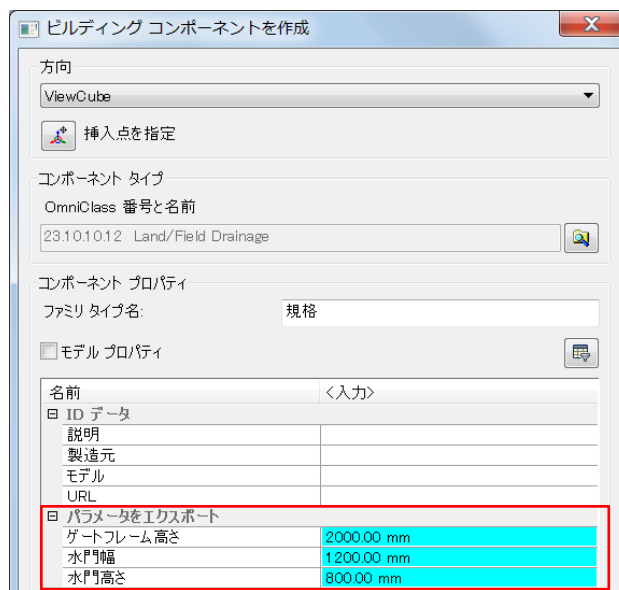 ビルディング コンポーネントを作成
方向
ViewCube
挿入点を指定
コンポーネント タイプ
OmniClass 番号と名前
23.10.10.12 Land/Field Drainage
コンポーネント プロパティ
ファミリ タイプ名: 規格
モデル プロパティ
名前 <入力>
ID データ
説明
製造元
モデル
URL
パラメータをエクスポート
ゲートフレーム高さ 2000.00 mm
水門幅 1200.00 mm
水門高さ 800.00 mm